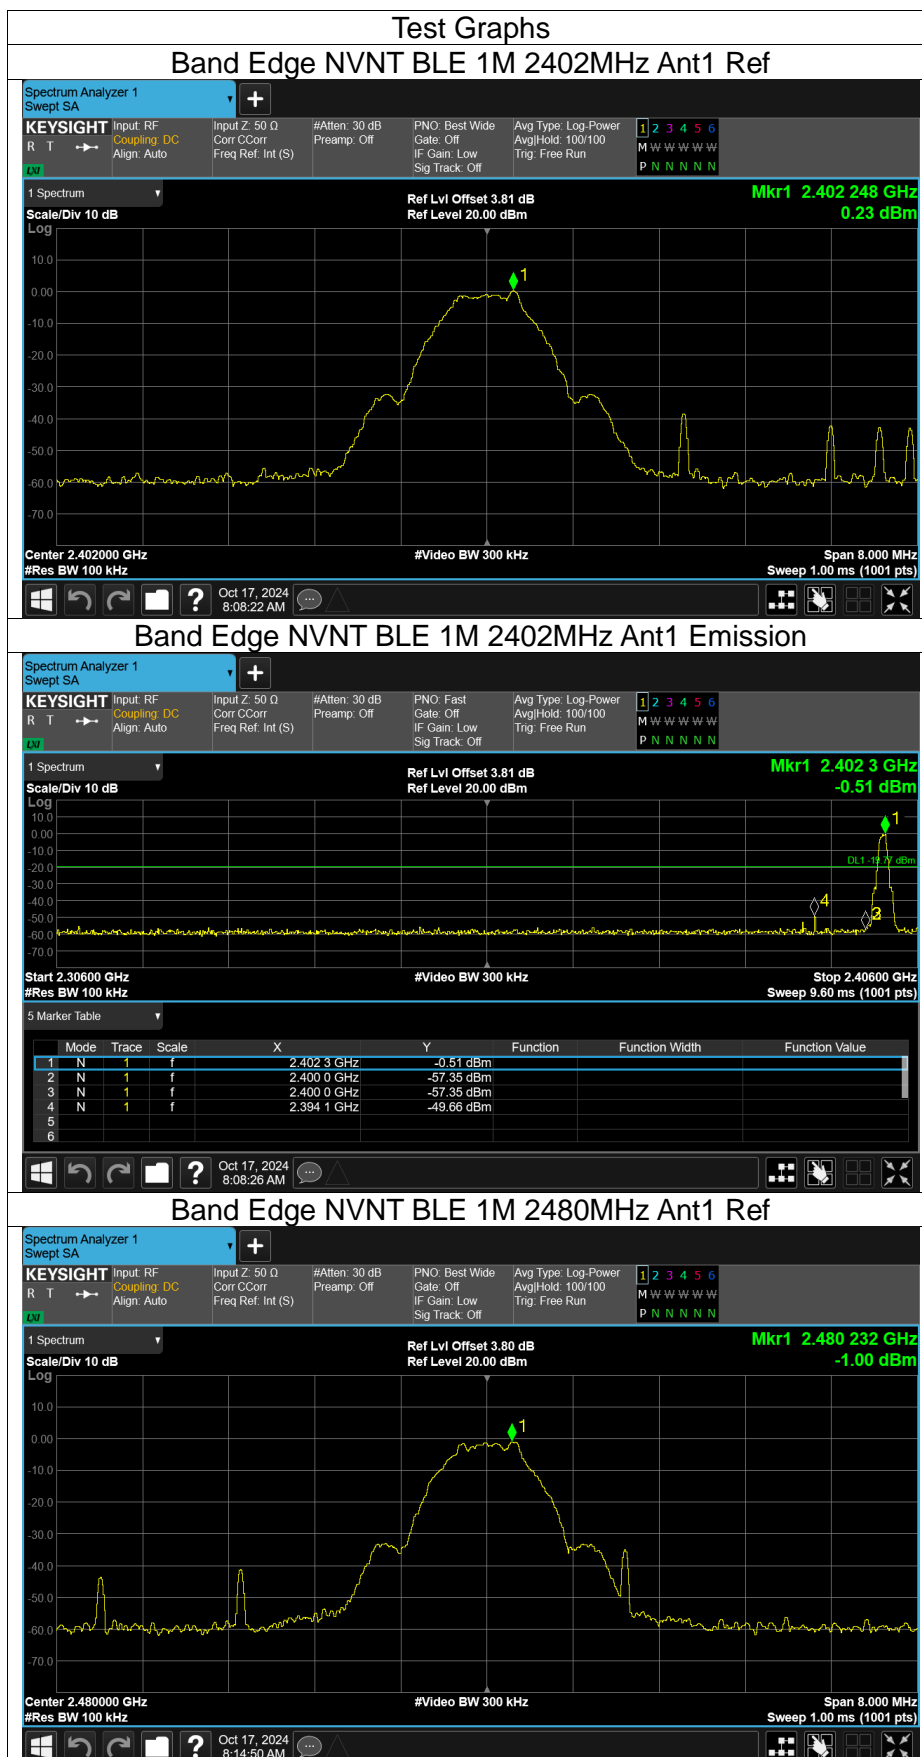 Test Graphs
Band Edge NVNT BLE 1M 2402MHz Ant1 Ref
Spectrum Analyzer 1
Swept SA
+
KEYSIGHT Input: RF Input Z: 50 Ω #Atten: 30 dB PNO: Best Wide Avg Type: Log-Power 1 2 3 4 5 6
R T Coupling: DC Corr CCorr Preamp: Off Gate: Off Avg|Hold: 100/100 M W W W W W
Align: Auto Freq Ref: Int (S) IF Gain: Low Trig: Free Run
LXI Sig Track: Off P N N N N N
1 Spectrum Ref Lvl Offset 3.81 dB Mkr1 2.402 248 GHz
Scale/Div 10 dB Ref Level 20.00 dBm 0.23 dBm
Log
1
10.0
0.00
-10.0
-20.0
-30.0
-40.0
-50.0
-60.0
-70.0
Center 2.402000 GHz #Video BW 300 kHz Span 8.000 MHz
#Res BW 100 kHz Sweep 1.00 ms (1001 pts)
? Oct 17, 2024
8:08:22 AM
Band Edge NVNT BLE 1M 2402MHz Ant1 Emission
Spectrum Analyzer 1
Swept SA
+
KEYSIGHT Input: RF Input Z: 50 Ω #Atten: 30 dB PNO: Fast Avg Type: Log-Power 1 2 3 4 5 6
R T Coupling: DC Corr CCorr Preamp: Off Gate: Off Avg|Hold: 100/100 M W W W W W
Align: Auto Freq Ref: Int (S) IF Gain: Low Trig: Free Run
LXI Sig Track: Off P N N N N N
1 Spectrum Ref Lvl Offset 3.81 dB Mkr1 2.402 3 GHz
Scale/Div 10 dB Ref Level 20.00 dBm -0.51 dBm
Log
10.0 1
0.00
-10.0
-20.0 DL1 -19.77 dBm
-30.0
-40.0 4
-50.0 3
-60.0
-70.0
Start 2.30600 GHz #Video BW 300 kHz Stop 2.40600 GHz
#Res BW 100 kHz Sweep 9.60 ms (1001 pts)
5 Marker Table
Mode Trace Scale X Y Function Function Width Function Value
1 N 1 f 2.402 3 GHz -0.51 dBm
2 N 1 f 2.400 0 GHz -57.35 dBm
3 N 1 f 2.400 0 GHz -57.35 dBm
4 N 1 f 2.394 1 GHz -49.66 dBm
5
6
? Oct 17, 2024
8:08:26 AM
Band Edge NVNT BLE 1M 2480MHz Ant1 Ref
Spectrum Analyzer 1
Swept SA
+
KEYSIGHT Input: RF Input Z: 50 Ω #Atten: 30 dB PNO: Best Wide Avg Type: Log-Power 1 2 3 4 5 6
R T Coupling: DC Corr CCorr Preamp: Off Gate: Off Avg|Hold: 100/100 M W W W W W
Align: Auto Freq Ref: Int (S) IF Gain: Low Trig: Free Run
LXI Sig Track: Off P N N N N N
1 Spectrum Ref Lvl Offset 3.80 dB Mkr1 2.480 232 GHz
Scale/Div 10 dB Ref Level 20.00 dBm -1.00 dBm
Log
10.0
1
0.00
-10.0
-20.0
-30.0
-40.0
-50.0
-60.0
-70.0
Center 2.480000 GHz #Video BW 300 kHz Span 8.000 MHz
#Res BW 100 kHz Sweep 1.00 ms (1001 pts)
? Oct 17, 2024
8:14:50 AM